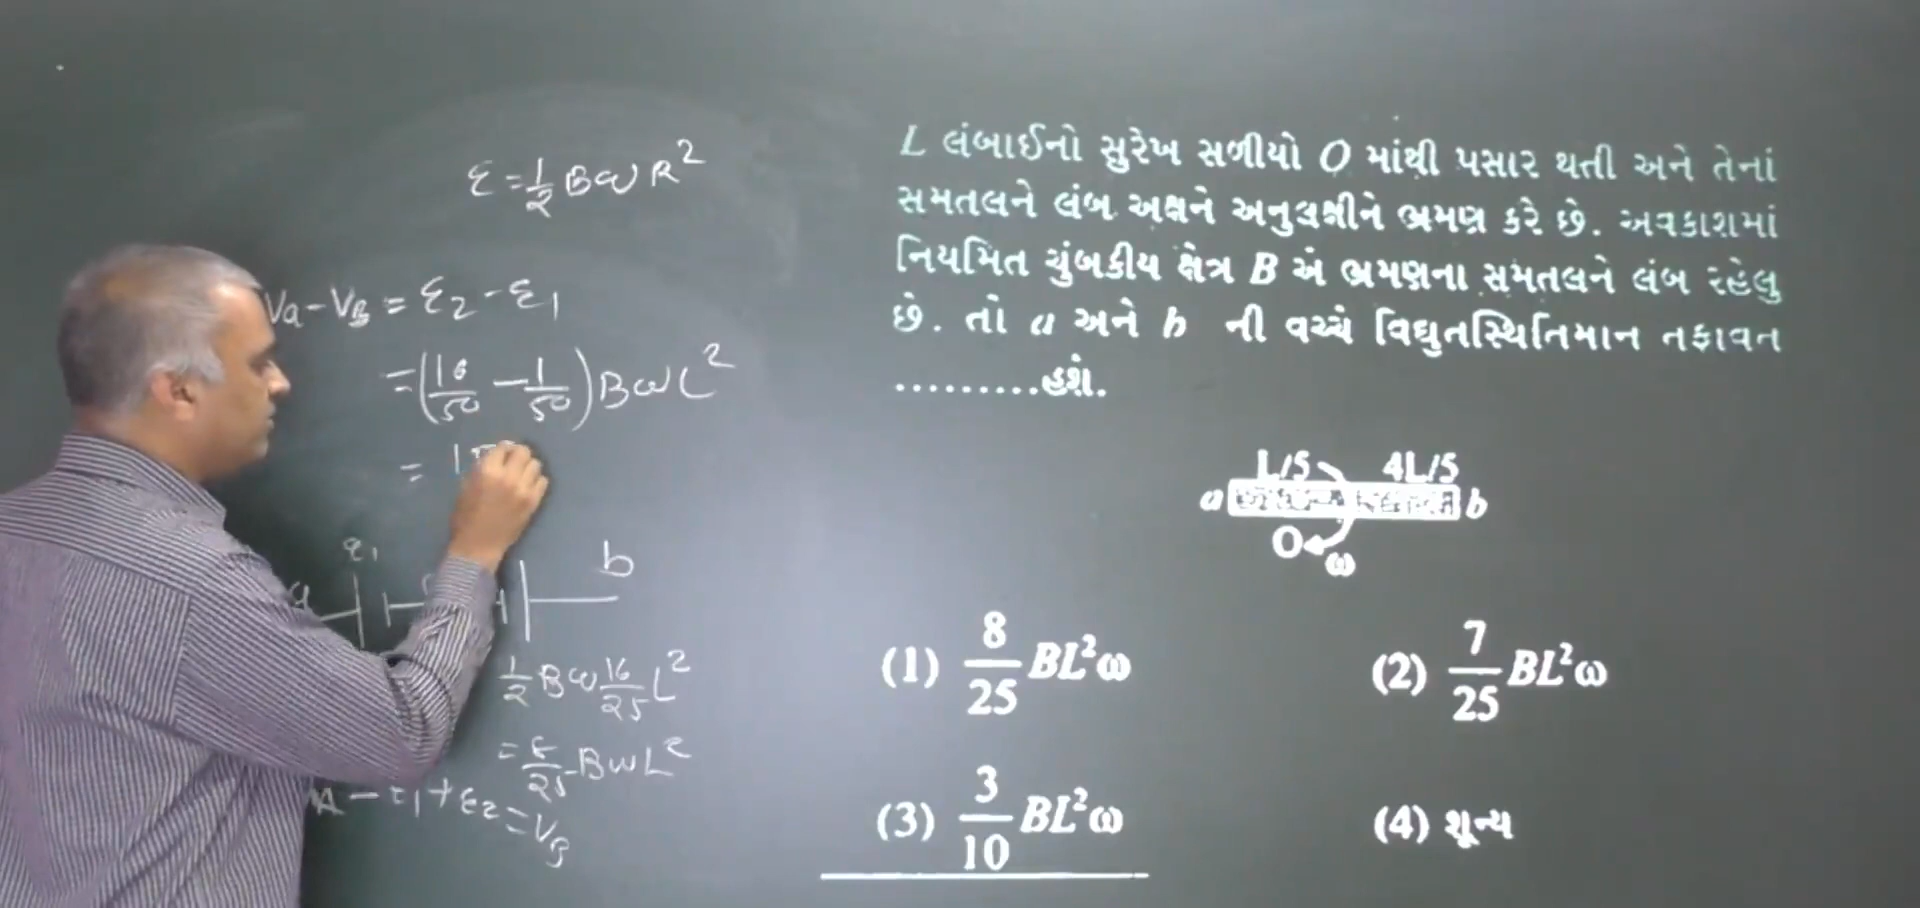 ε = 1/2 BωR²
Va - VB = ε2 - ε1
= (16/50 - 1/50) BωL²
= 15
ε1
b
1/2 Bω 16/25 L²
= 8/25 BωL²
- ε1 + ε2 = VB
L લંબાઈનો સુરેખ સળીયો O માંથી પસાર થતી અને તેનાં
સમતલને લંબ અક્ષને અનુલક્ષીને ભ્રમણ કરે છે. અવકાશમાં
નિયમિત ચુંબકીય ક્ષેત્ર B એ ભ્રમણના સમતલને લંબ રહેલુ
છે. તો a અને b ની વચ્ચે વિદ્યુતસ્થિતિમાન તફાવત
..........હશે.
L/5 4L/5
a b
O ω
(1) 8/25 BL²ω (2) 7/25 BL²ω
(3) 3/10 BL²ω (4) શૂન્ય